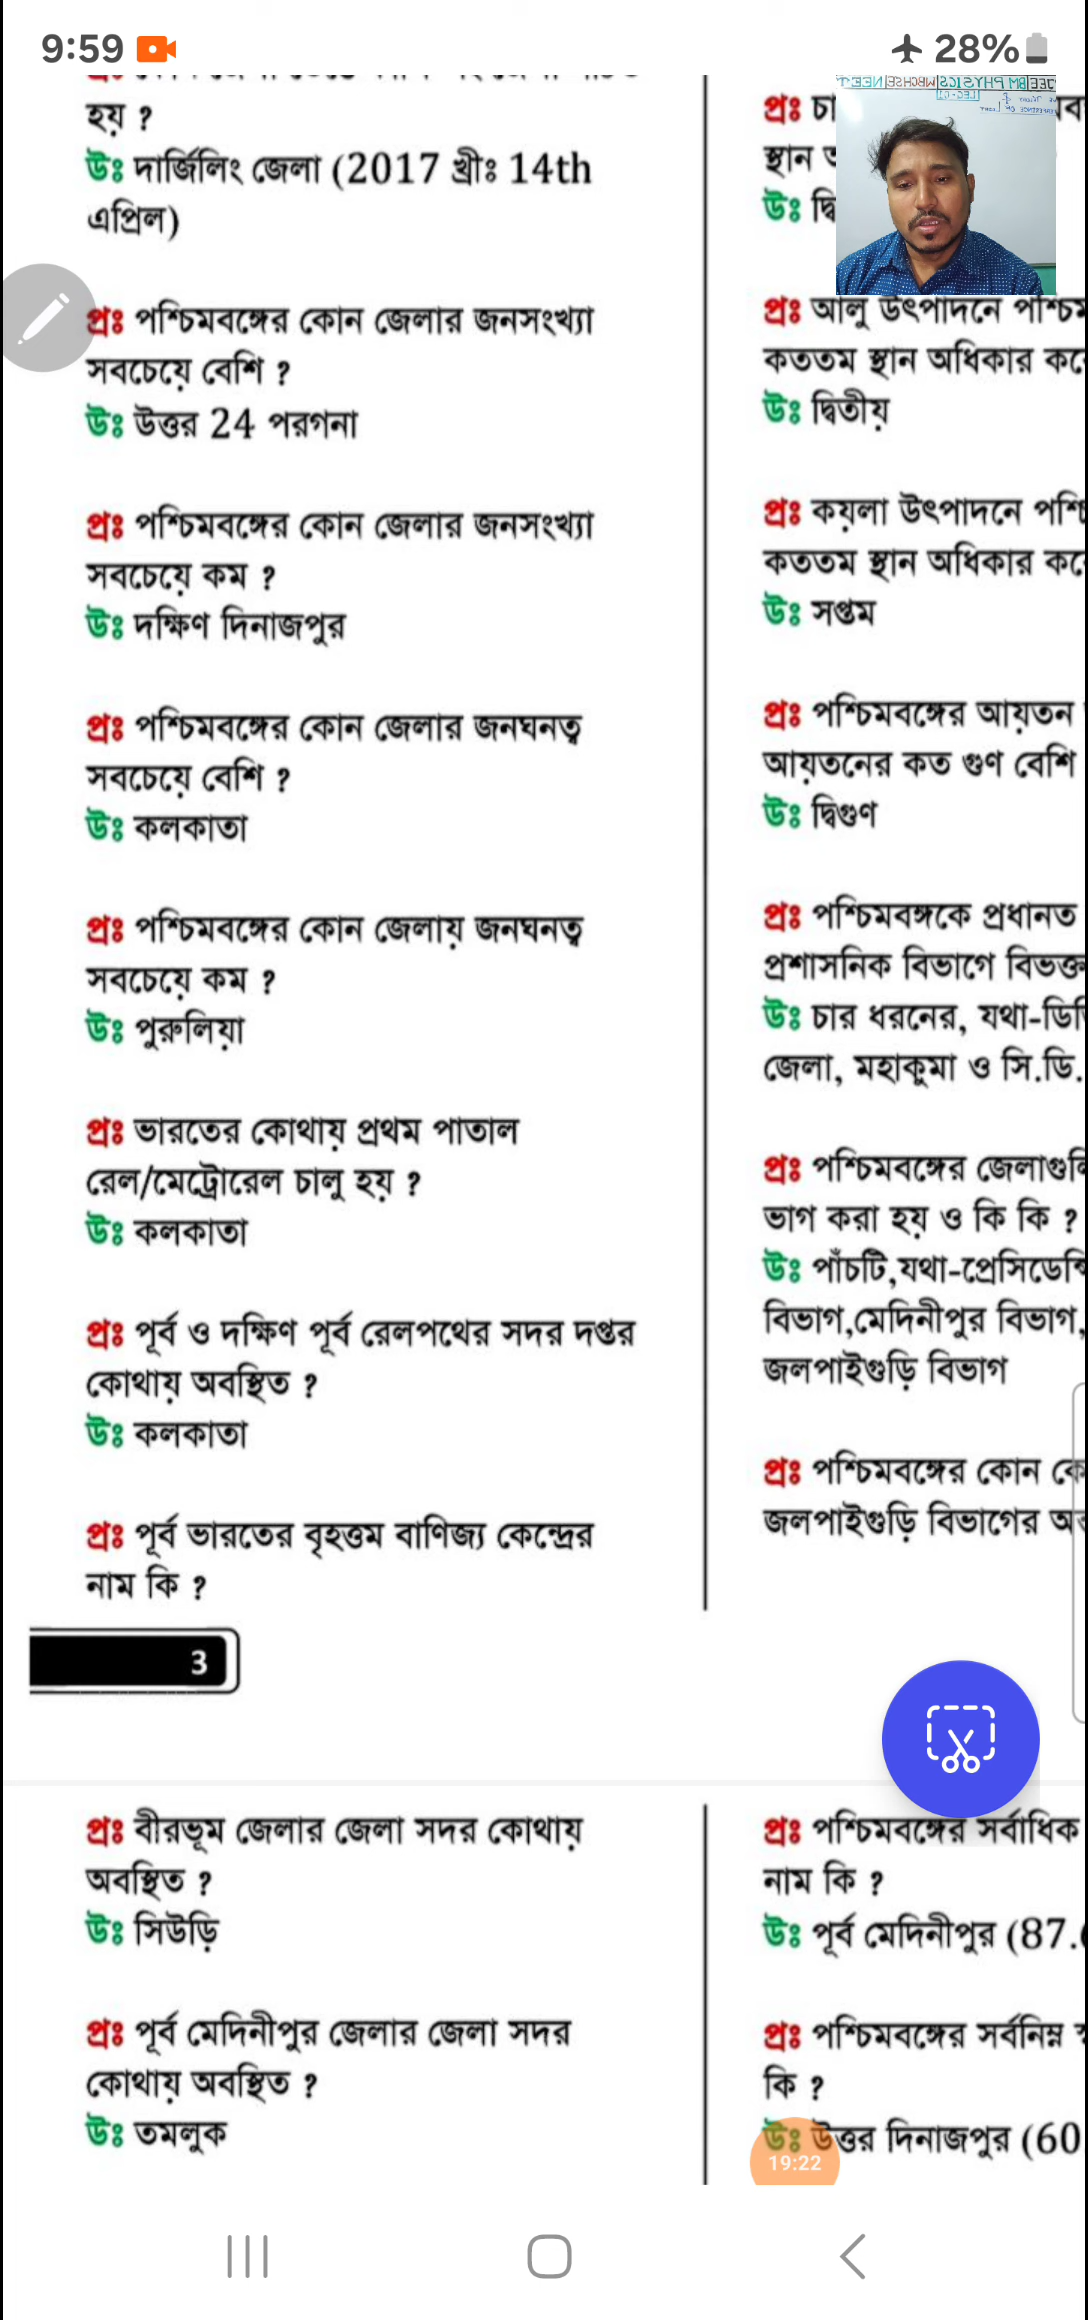 9:59
28%
হয় ?
উঃ দার্জিলিং জেলা (2017 খ্রীঃ 14th
এপ্রিল)
প্রঃ পশ্চিমবঙ্গের কোন জেলার জনসংখ্যা
সবচেয়ে বেশি ?
উঃ উত্তর 24 পরগনা
প্রঃ পশ্চিমবঙ্গের কোন জেলার জনসংখ্যা
সবচেয়ে কম ?
উঃ দক্ষিণ দিনাজপুর
প্রঃ পশ্চিমবঙ্গের কোন জেলার জনঘনত্ব
সবচেয়ে বেশি ?
উঃ কলকাতা
প্রঃ পশ্চিমবঙ্গের কোন জেলায় জনঘনত্ব
সবচেয়ে কম ?
উঃ পুরুলিয়া
প্রঃ ভারতের কোথায় প্রথম পাতাল
রেল/মেট্রোরেল চালু হয় ?
উঃ কলকাতা
প্রঃ পূর্ব ও দক্ষিণ পূর্ব রেলপথের সদর দপ্তর
কোথায় অবস্থিত ?
উঃ কলকাতা
প্রঃ পূর্ব ভারতের বৃহত্তম বাণিজ্য কেন্দ্রের
নাম কি ?
3
প্রঃ
স্থান
উঃ
প্রঃ আলু উৎপাদনে
কততম স্থান অধিকার
উঃ দ্বিতীয়
প্রঃ কয়লা উৎপাদনে
কততম স্থান অধিকার
উঃ সপ্তম
প্রঃ পশ্চিমবঙ্গের আয়তন
আয়তনের কত গুণ বেশি
উঃ দ্বিগুণ
প্রঃ পশ্চিমবঙ্গকে প্রধানত
প্রশাসনিক বিভাগে বিভক্ত
উঃ চার ধরনের, যথা-
জেলা, মহাকুমা ও সি.ডি.
প্রঃ পশ্চিমবঙ্গের
ভাগ করা হয় ও কি কি ?
উঃ পাঁচটি,যথা-
বিভাগ,মেদিনীপুর বিভাগ,
জলপাইগুড়ি বিভাগ
প্রঃ পশ্চিমবঙ্গের কোন
জলপাইগুড়ি বিভাগের
প্রঃ বীরভূম জেলার জেলা সদর কোথায়
অবস্থিত ?
উঃ সিউড়ি
প্রঃ পূর্ব মেদিনীপুর জেলার জেলা সদর
কোথায় অবস্থিত ?
উঃ তমলুক
প্রঃ পশ্চিমবঙ্গের সর্বাধিক
নাম কি ?
উঃ পূর্ব মেদিনীপুর (87.
প্রঃ পশ্চিমবঙ্গের সর্বনিম্ন
কি ?
উঃ উত্তর দিনাজপুর (60
19:22